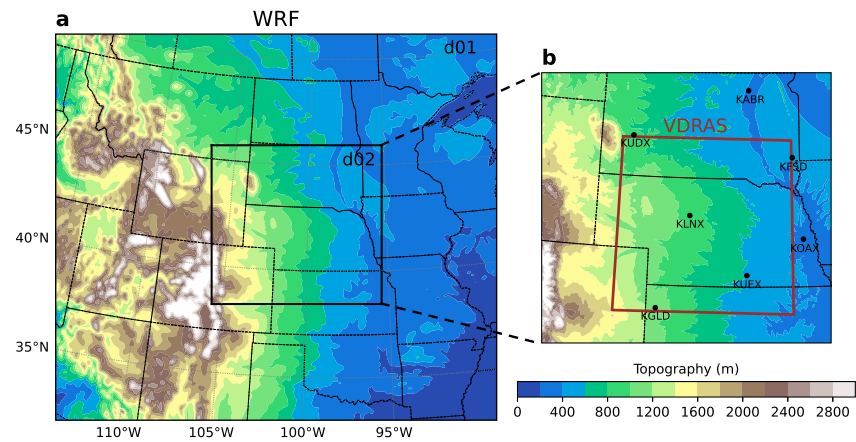 a
WRF
d01
d02
45°N
40°N
35°N
110°W
105°W
100°W
95°W
b
KABR
VDRAS
KUDX
KFSD
KLNX
KOAX
KUEX
KGLD
Topography (m)
0
400
800
1200
1600
2000
2400
2800